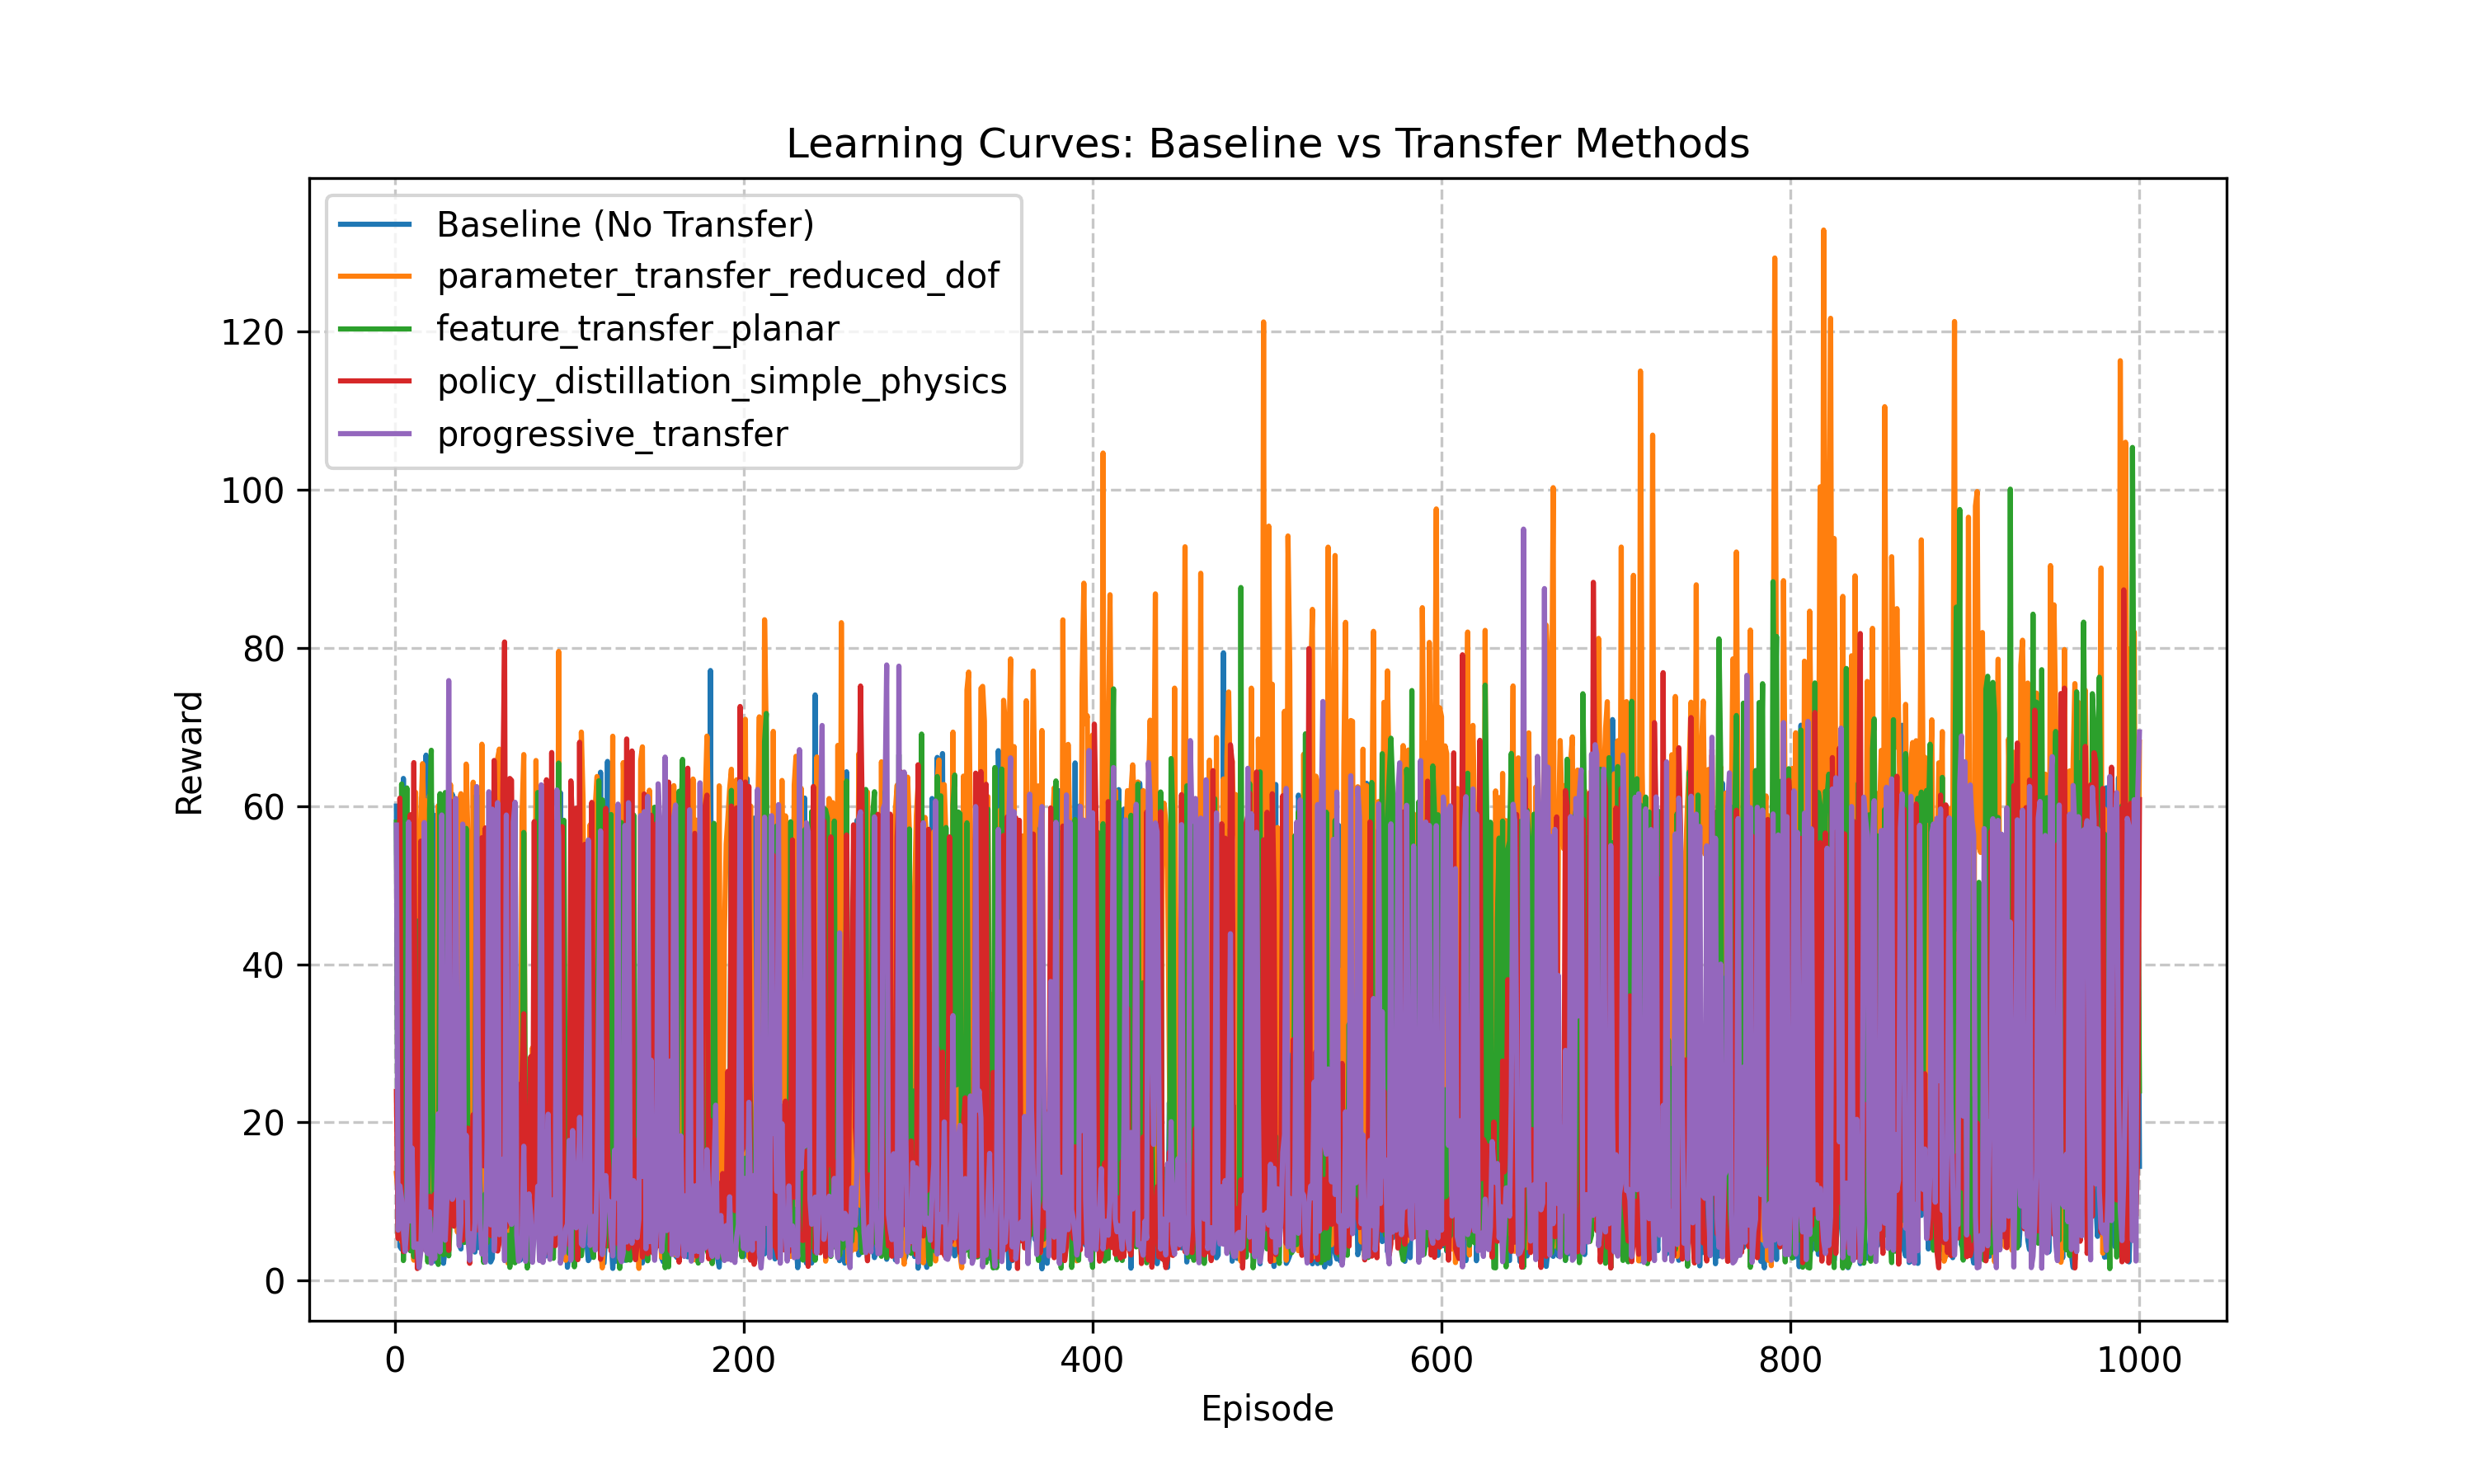 Learning Curves: Baseline vs Transfer Methods
Baseline (No Transfer)
parameter_transfer_reduced_dof
feature_transfer_planar
policy_distillation_simple_physics
progressive_transfer
120
100
80
60
40
20
0
Reward
0 200 400 600 800 1000
Episode